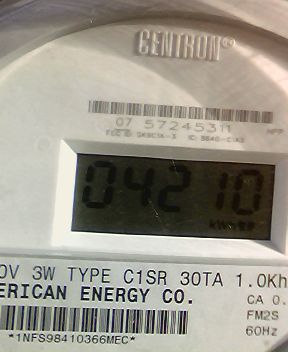 CENTRON®
07 57245311
04210
0V 3W TYPE C1SR 30TA 1.0Kh
ERICAN ENERGY CO.
CA 0.
FM2S
*1NFS98410366MEC*
60Hz